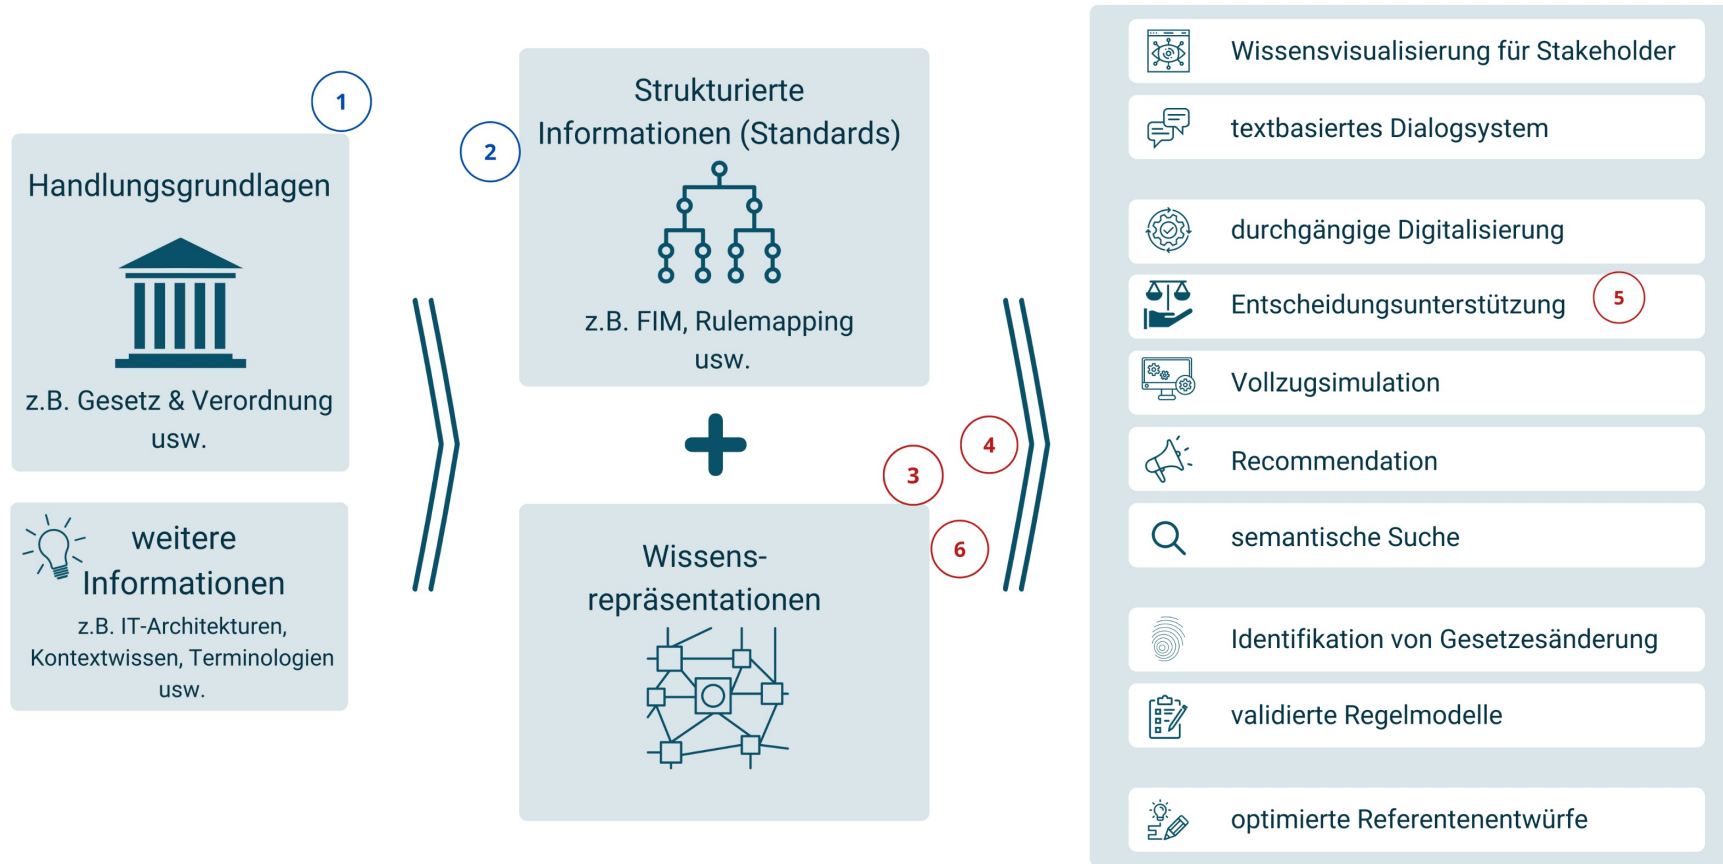 1
Handlungsgrundlagen
z.B. Gesetz & Verordnung
usw.
weitere
Informationen
z.B. IT-Architekturen,
Kontextwissen, Terminologien
usw.
2
Strukturierte
Informationen (Standards)
z.B. FIM, Rulemapping
usw.
3
4
6
Wissens-
repräsentationen
Wissensvisualisierung für Stakeholder
textbasiertes Dialogsystem
durchgängige Digitalisierung
Entscheidungsunterstützung
5
Vollzugsimulation
Recommendation
semantische Suche
Identifikation von Gesetzesänderung
validierte Regelmodelle
optimierte Referentenentwürfe